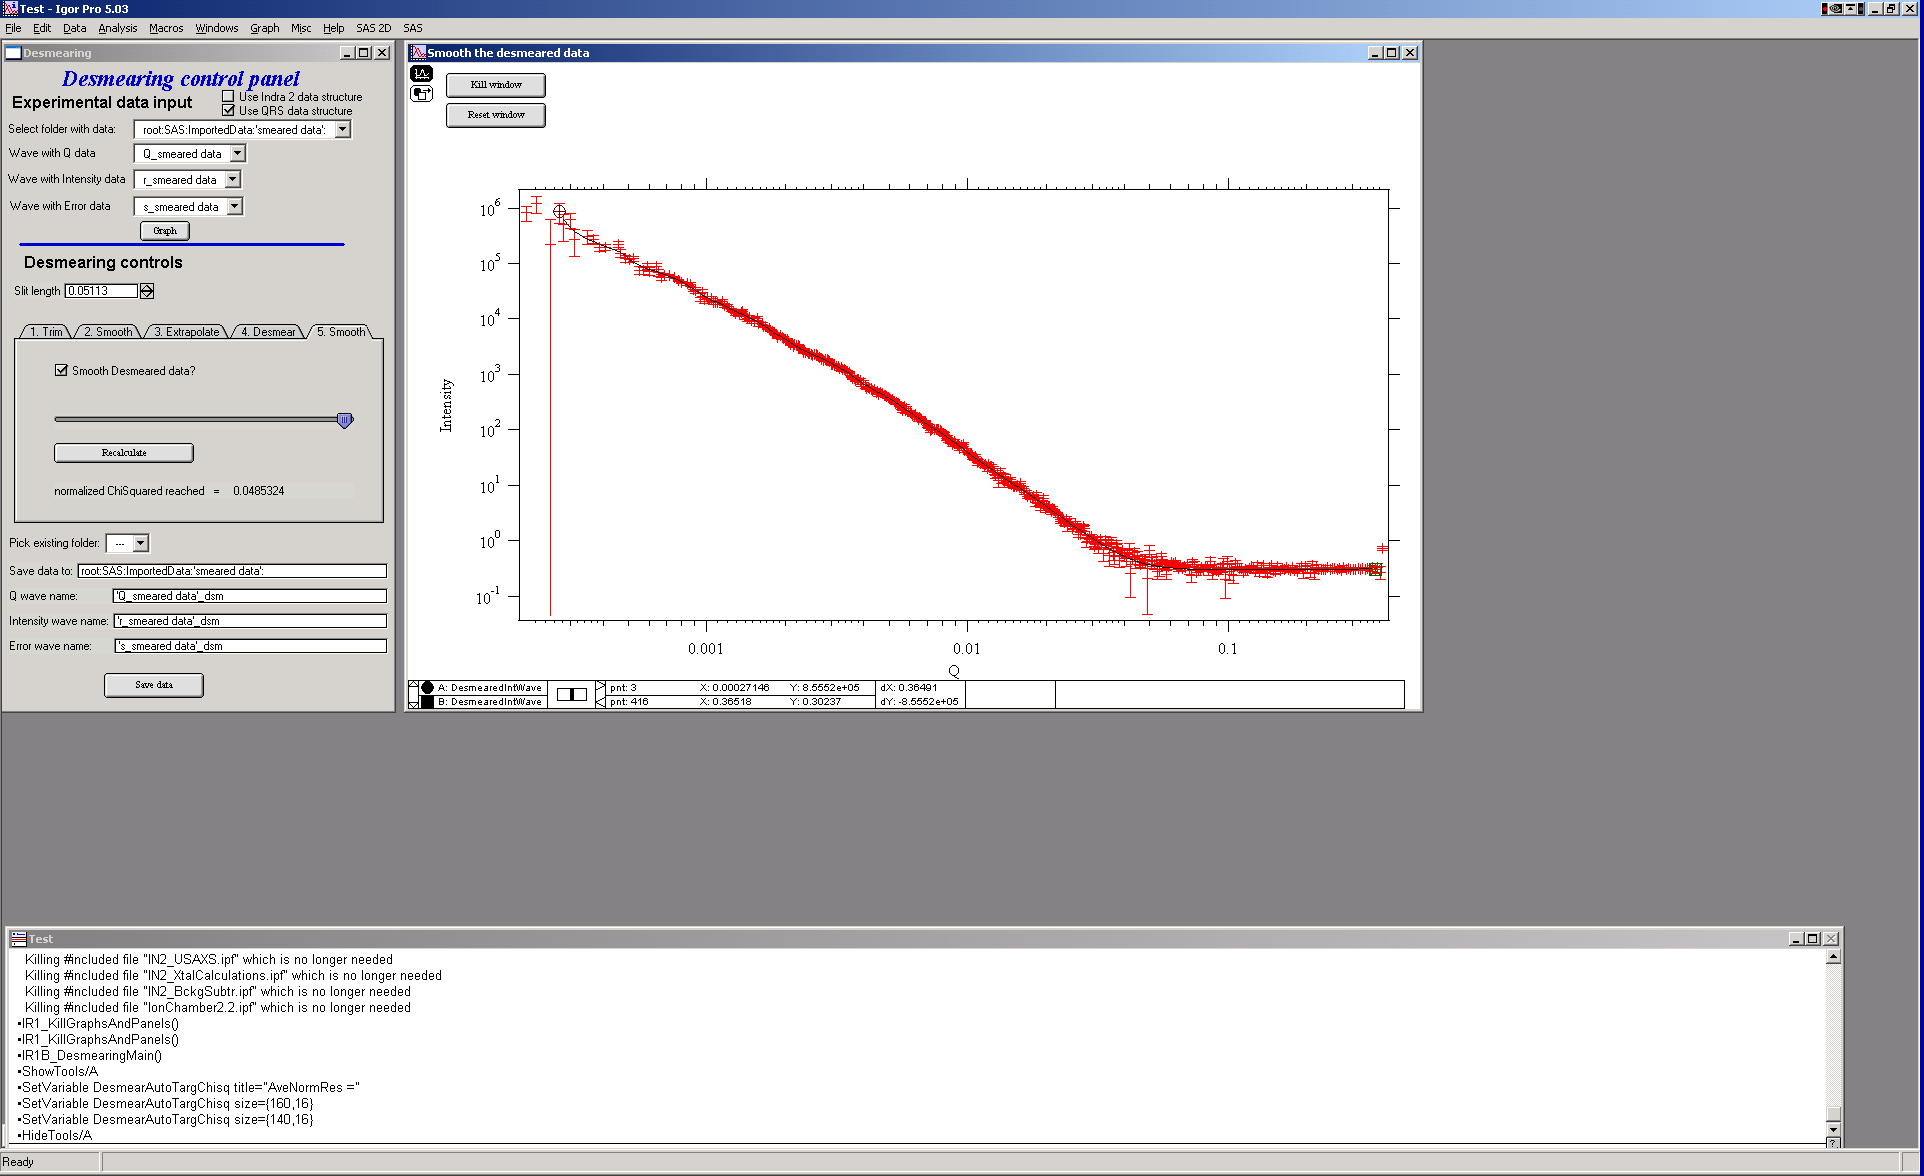 Test - Igor Pro 5.03
File Edit Data Analysis Macros Windows Graph Misc Help SAS 2D SAS
Desmearing
Desmearing control panel
Experimental data input
Use Indra 2 data structure
Use QRS data structure
Select folder with data: root:SAS:ImportedData:'smeared data':
Wave with Q data Q_smeared data
Wave with Intensity data r_smeared data
Wave with Error data s_smeared data
Graph
Desmearing controls
Slit length 0.05113
1. Trim 2. Smooth 3. Extrapolate 4. Desmear 5. Smooth
Smooth Desmeared data?
Recalculate
normalized ChiSquared reached = 0.0485324
Pick existing folder: ---
Save data to: root:SAS:ImportedData:'smeared data':
Q wave name: 'Q_smeared data'_dsm
Intensity wave name: 'r_smeared data'_dsm
Error wave name: 's_smeared data'_dsm
Save data
Smooth the desmeared data
Kill window
Reset window
10^6
10^5
10^4
10^3
10^2
10^1
10^0
10^-1
Intensity
0.001 0.01 0.1
Q
A: DesmearedIntWave pnt: 3 X: 0.00027146 Y: 8.5552e+05 dX: 0.36491
B: DesmearedIntWave pnt: 416 X: 0.36518 Y: 0.30237 dY: -8.5552e+05
Test
Killing #included file "IN2_USAXS.ipf" which is no longer needed
Killing #included file "IN2_XtalCalculations.ipf" which is no longer needed
Killing #included file "IN2_BckgSubtr.ipf" which is no longer needed
Killing #included file "IonChamber2.2.ipf" which is no longer needed
•IR1_KillGraphsAndPanels()
•IR1_KillGraphsAndPanels()
•IR1B_DesmearingMain()
•ShowTools/A
•SetVariable DesmearAutoTargChisq title="AveNormRes ="
•SetVariable DesmearAutoTargChisq size={160,16}
•SetVariable DesmearAutoTargChisq size={140,16}
•HideTools/A
?
Ready